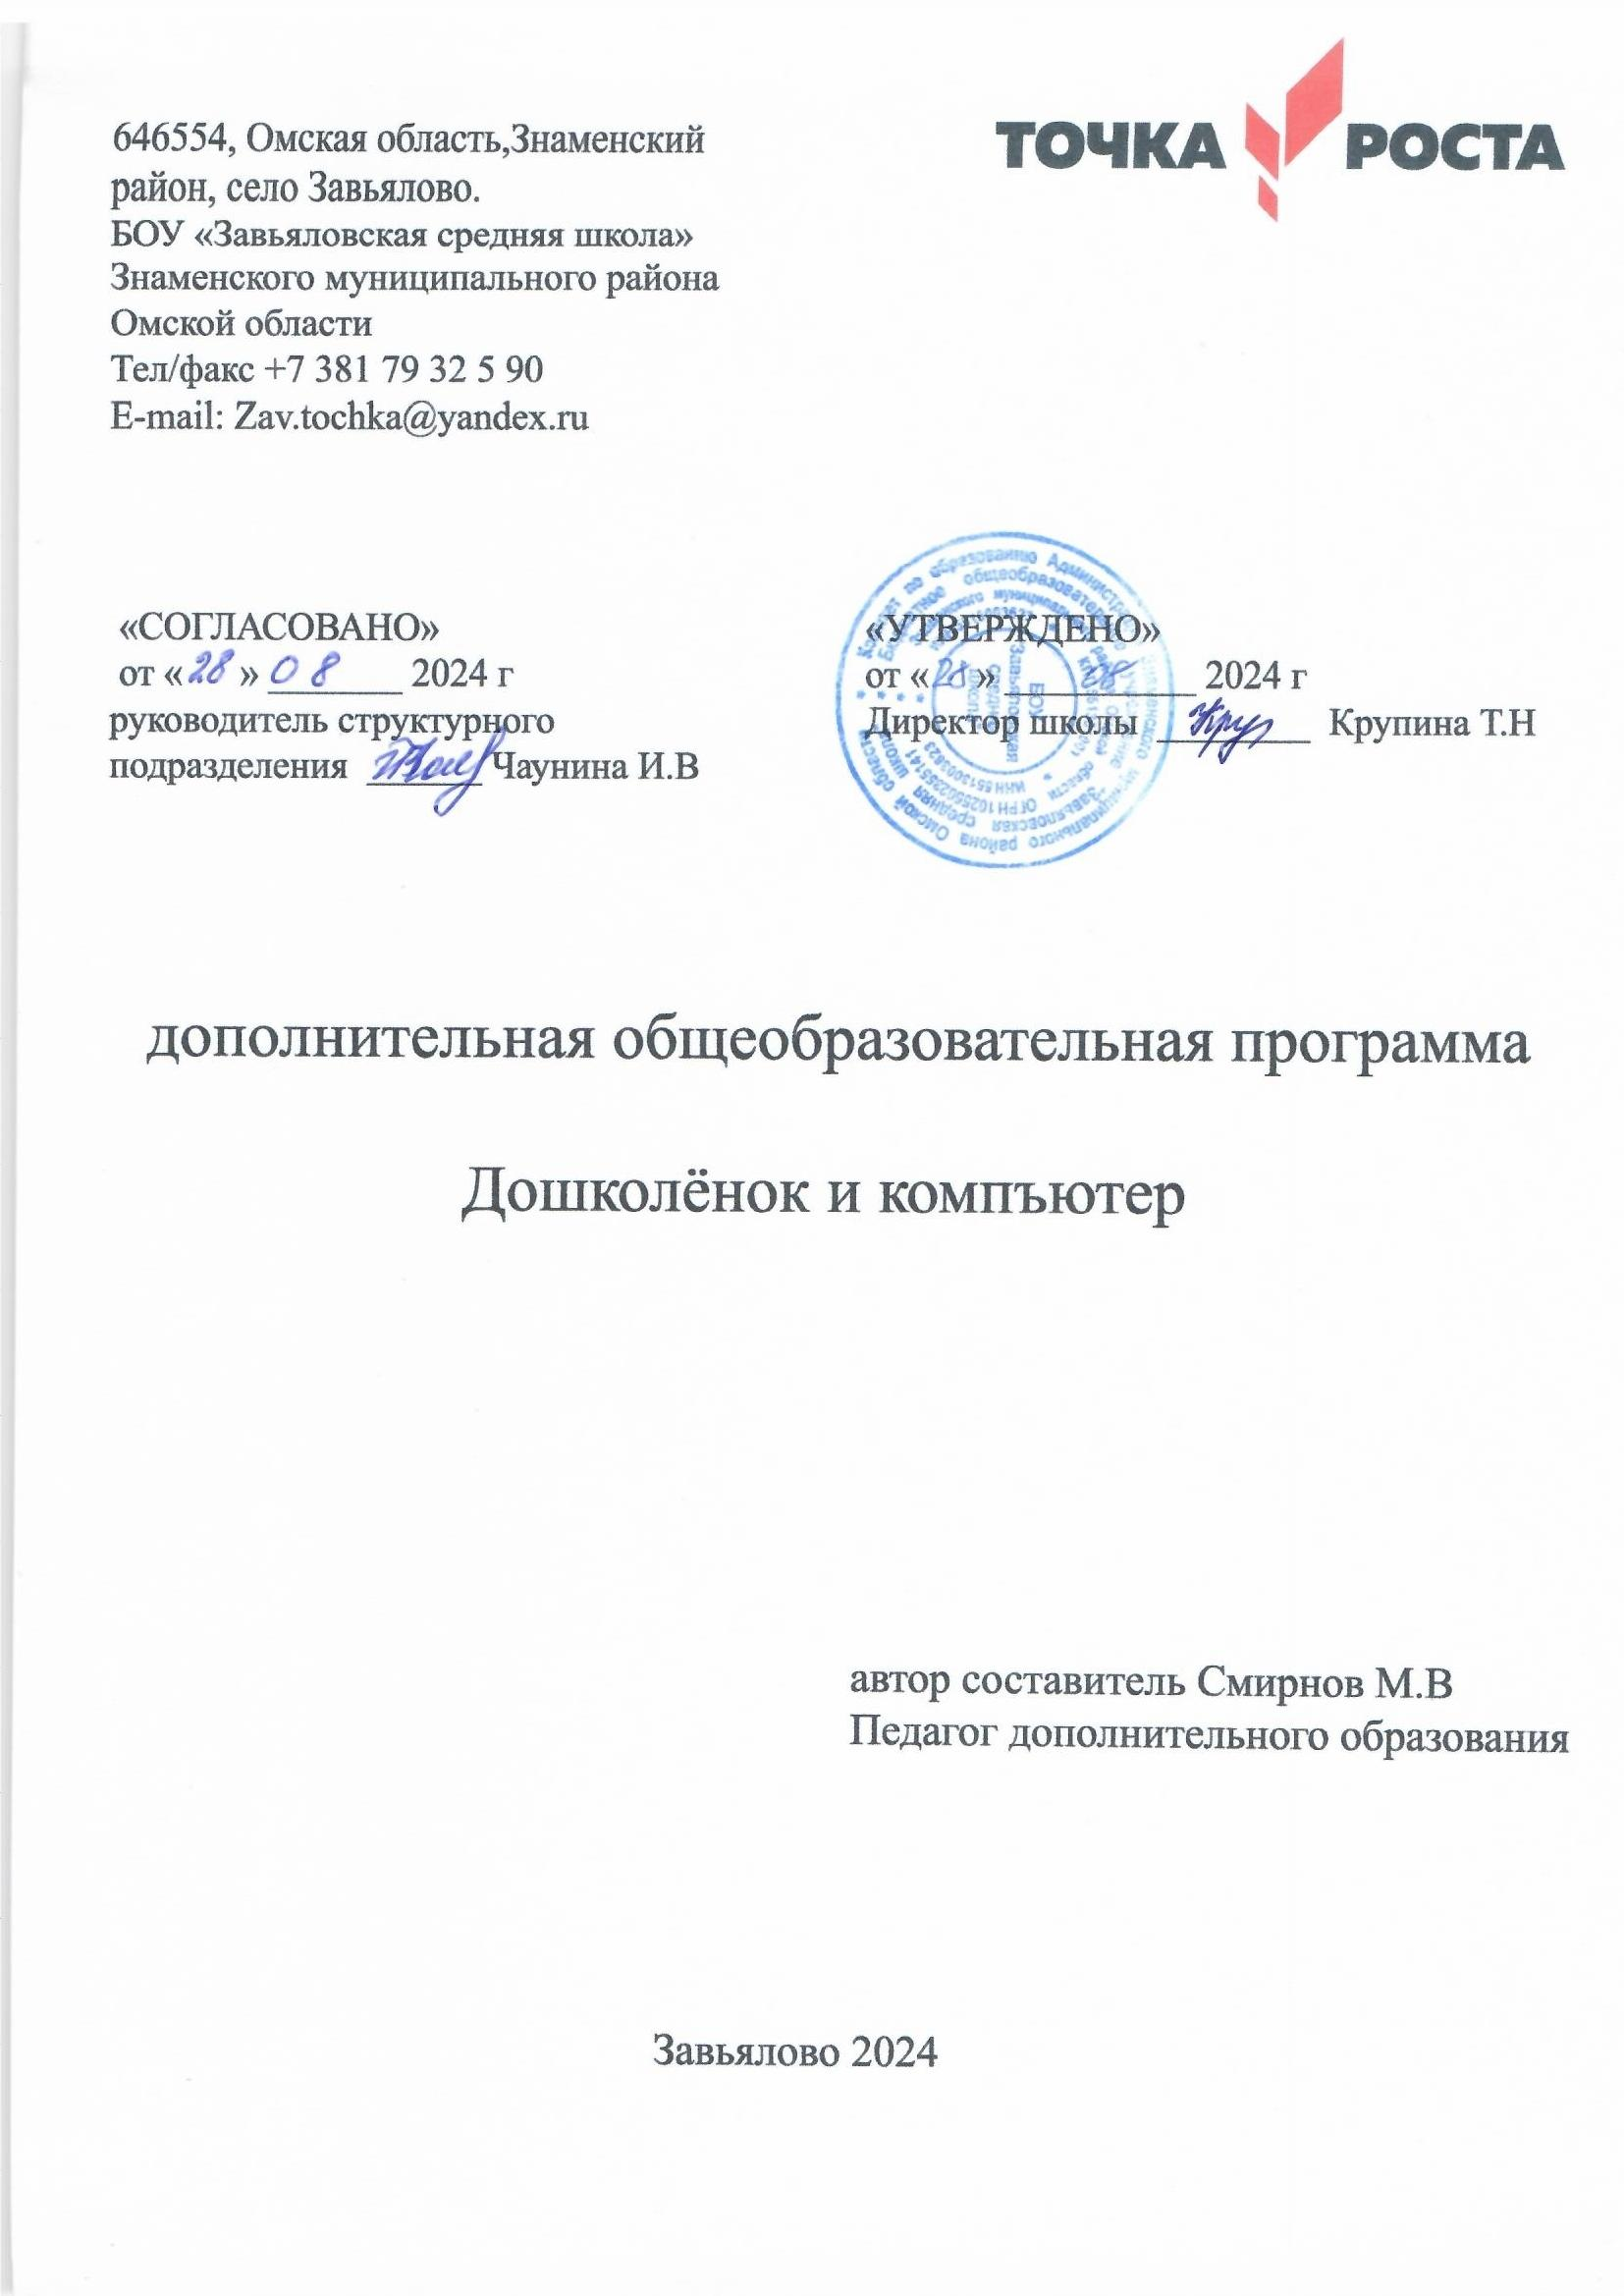 646554, Омская область,Знаменский
район, село Завьялово.
БОУ «Завьяловская средняя школа»
Знаменского муниципального района
Омской области
Тел/факс +7 381 79 32 5 90
E-mail: Zav.tochka@yandex.ru
ТОЧКА РОСТА
«СОГЛАСОВАНО»
от «28» 08 2024 г
руководитель структурного
подразделения Чаунина И.В
«УТВЕРЖДЕНО»
от «28» 08 2024 г
Директор школы Крупина Т.Н
дополнительная общеобразовательная программа
Дошколёнок и компъютер
автор составитель Смирнов М.В
Педагог дополнительного образования
Завьялово 2024